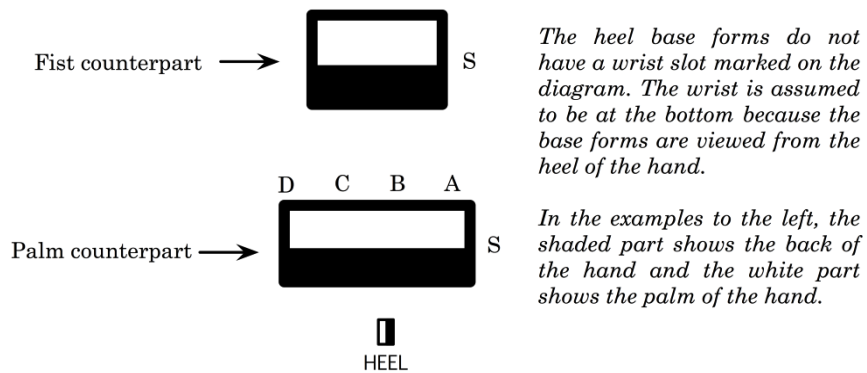 Fist counterpart
S
D C B A
Palm counterpart
S
HEEL
The heel base forms do not
have a wrist slot marked on the
diagram. The wrist is assumed
to be at the bottom because the
base forms are viewed from the
heel of the hand.
In the examples to the left, the
shaded part shows the back of
the hand and the white part
shows the palm of the hand.